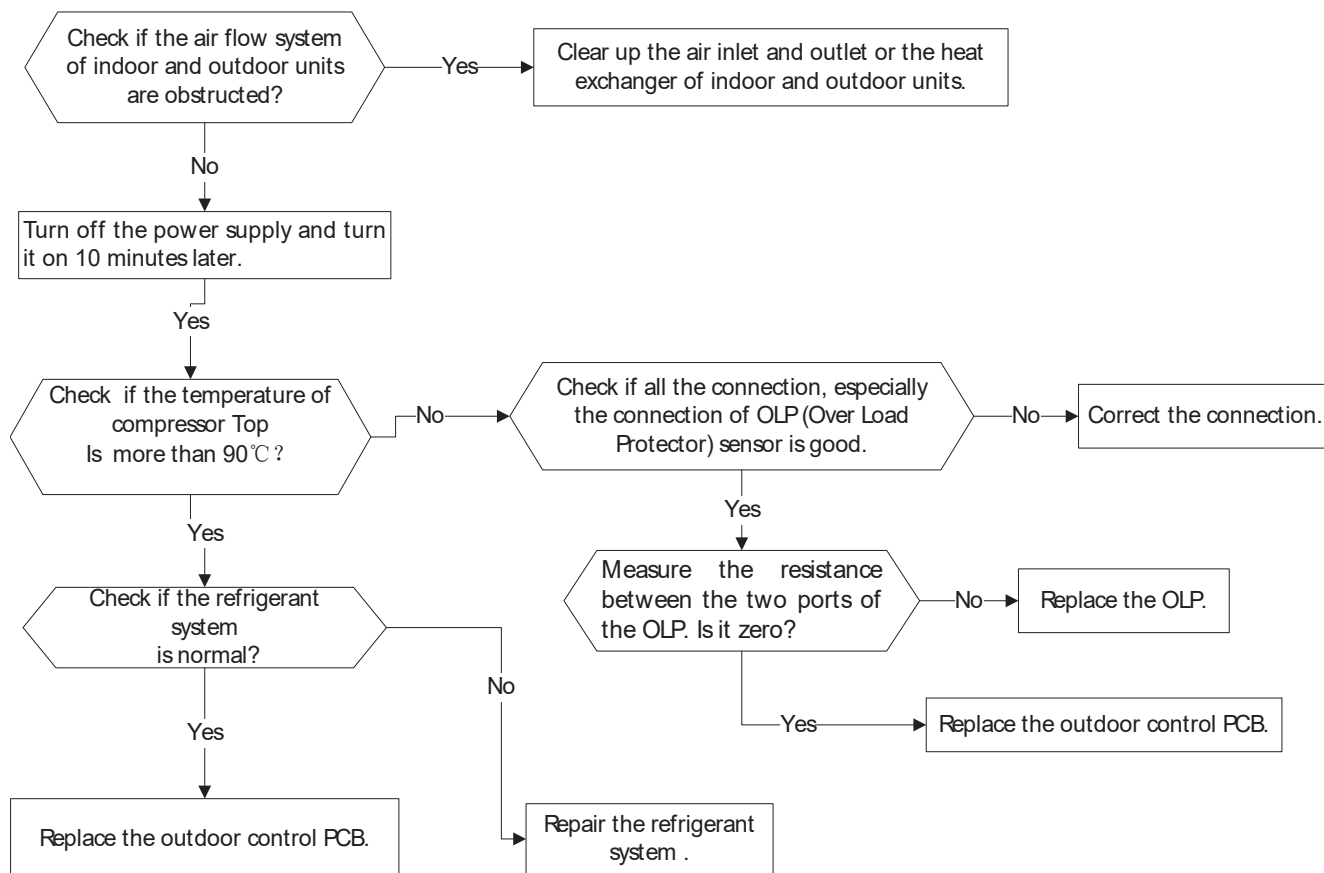 Check if the air flow system
of indoor and outdoor units
are obstructed?
Yes
Clear up the air inlet and outlet or the heat
exchanger of indoor and outdoor units.
No
Turn off the power supply and turn
it on 10 minutes later.
Yes
Check if the temperature of
compressor Top
Is more than 90℃?
No
Check if all the connection, especially
the connection of OLP (Over Load
Protector) sensor is good.
No
Correct the connection.
Yes
Yes
Measure the resistance
between the two ports of
the OLP. Is it zero?
No
Replace the OLP.
Check if the refrigerant
system
is normal?
No
Yes
Yes
Replace the outdoor control PCB.
Replace the outdoor control PCB.
Repair the refrigerant
system .